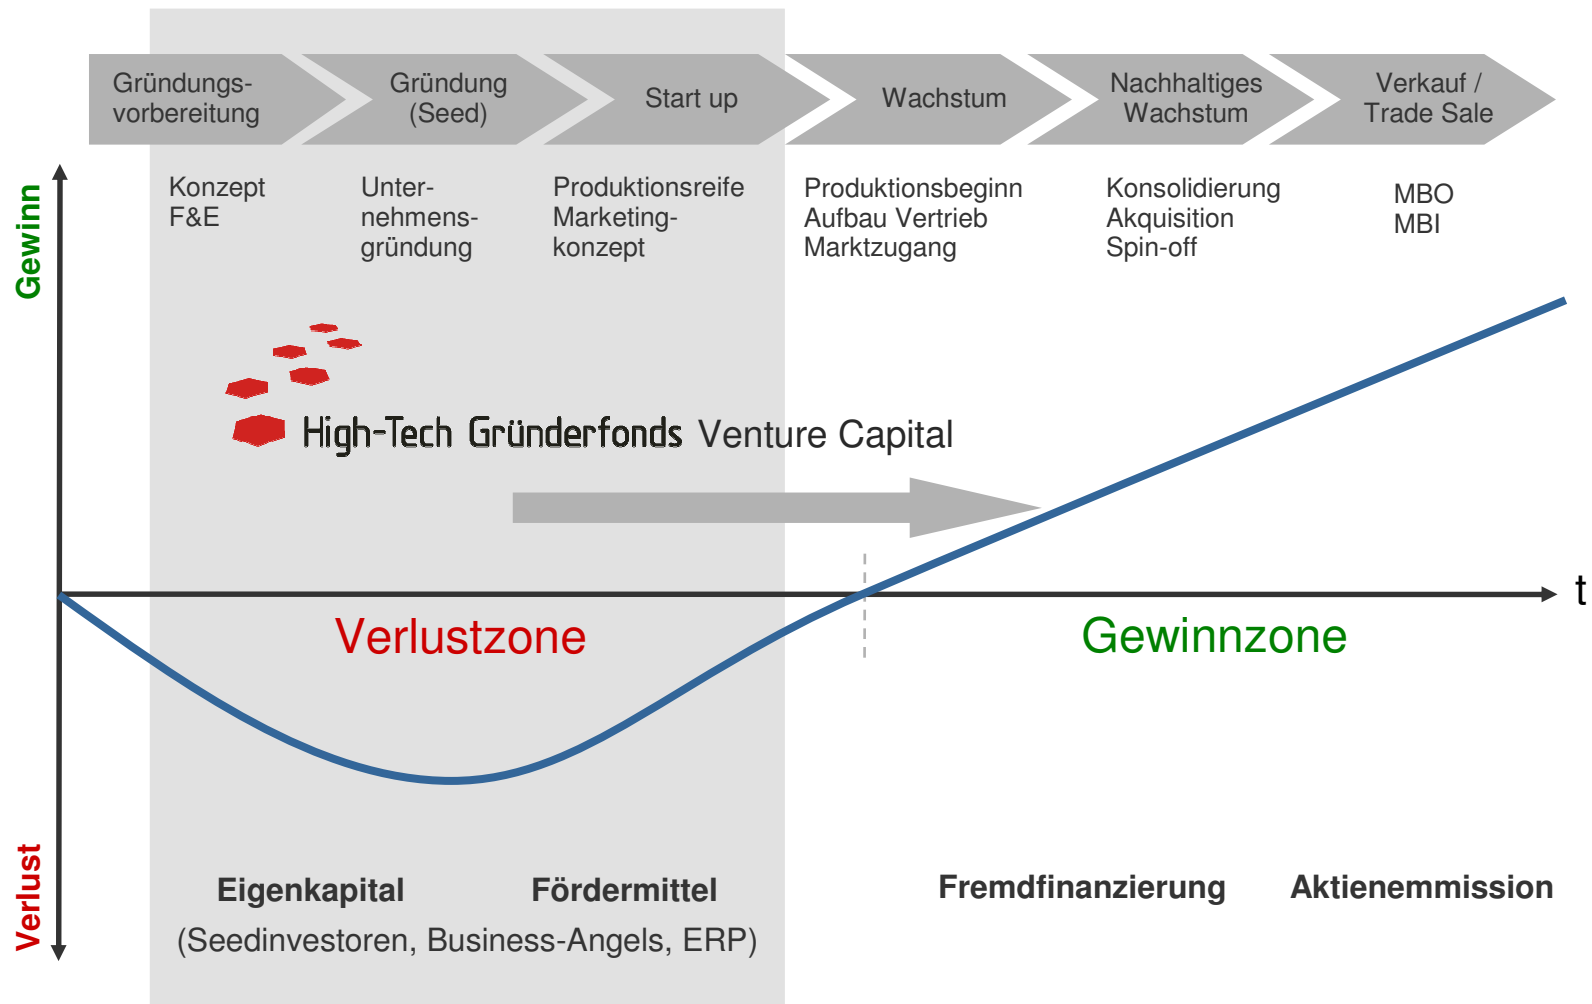 Gründungs-
vorbereitung
Gründung
(Seed)
Start up
Wachstum
Nachhaltiges
Wachstum
Verkauf /
Trade Sale
Gewinn
Konzept
F&E
Unter-
nehmens-
gründung
Produktionsreife
Marketing-
konzept
Produktionsbeginn
Aufbau Vertrieb
Marktzugang
Konsolidierung
Akquisition
Spin-off
MBO
MBI
High-Tech Gründerfonds Venture Capital
t
Verlustzone
Gewinnzone
Verlust
Eigenkapital
Fördermittel
Fremdfinanzierung
Aktienemmission
(Seedinvestoren, Business-Angels, ERP)